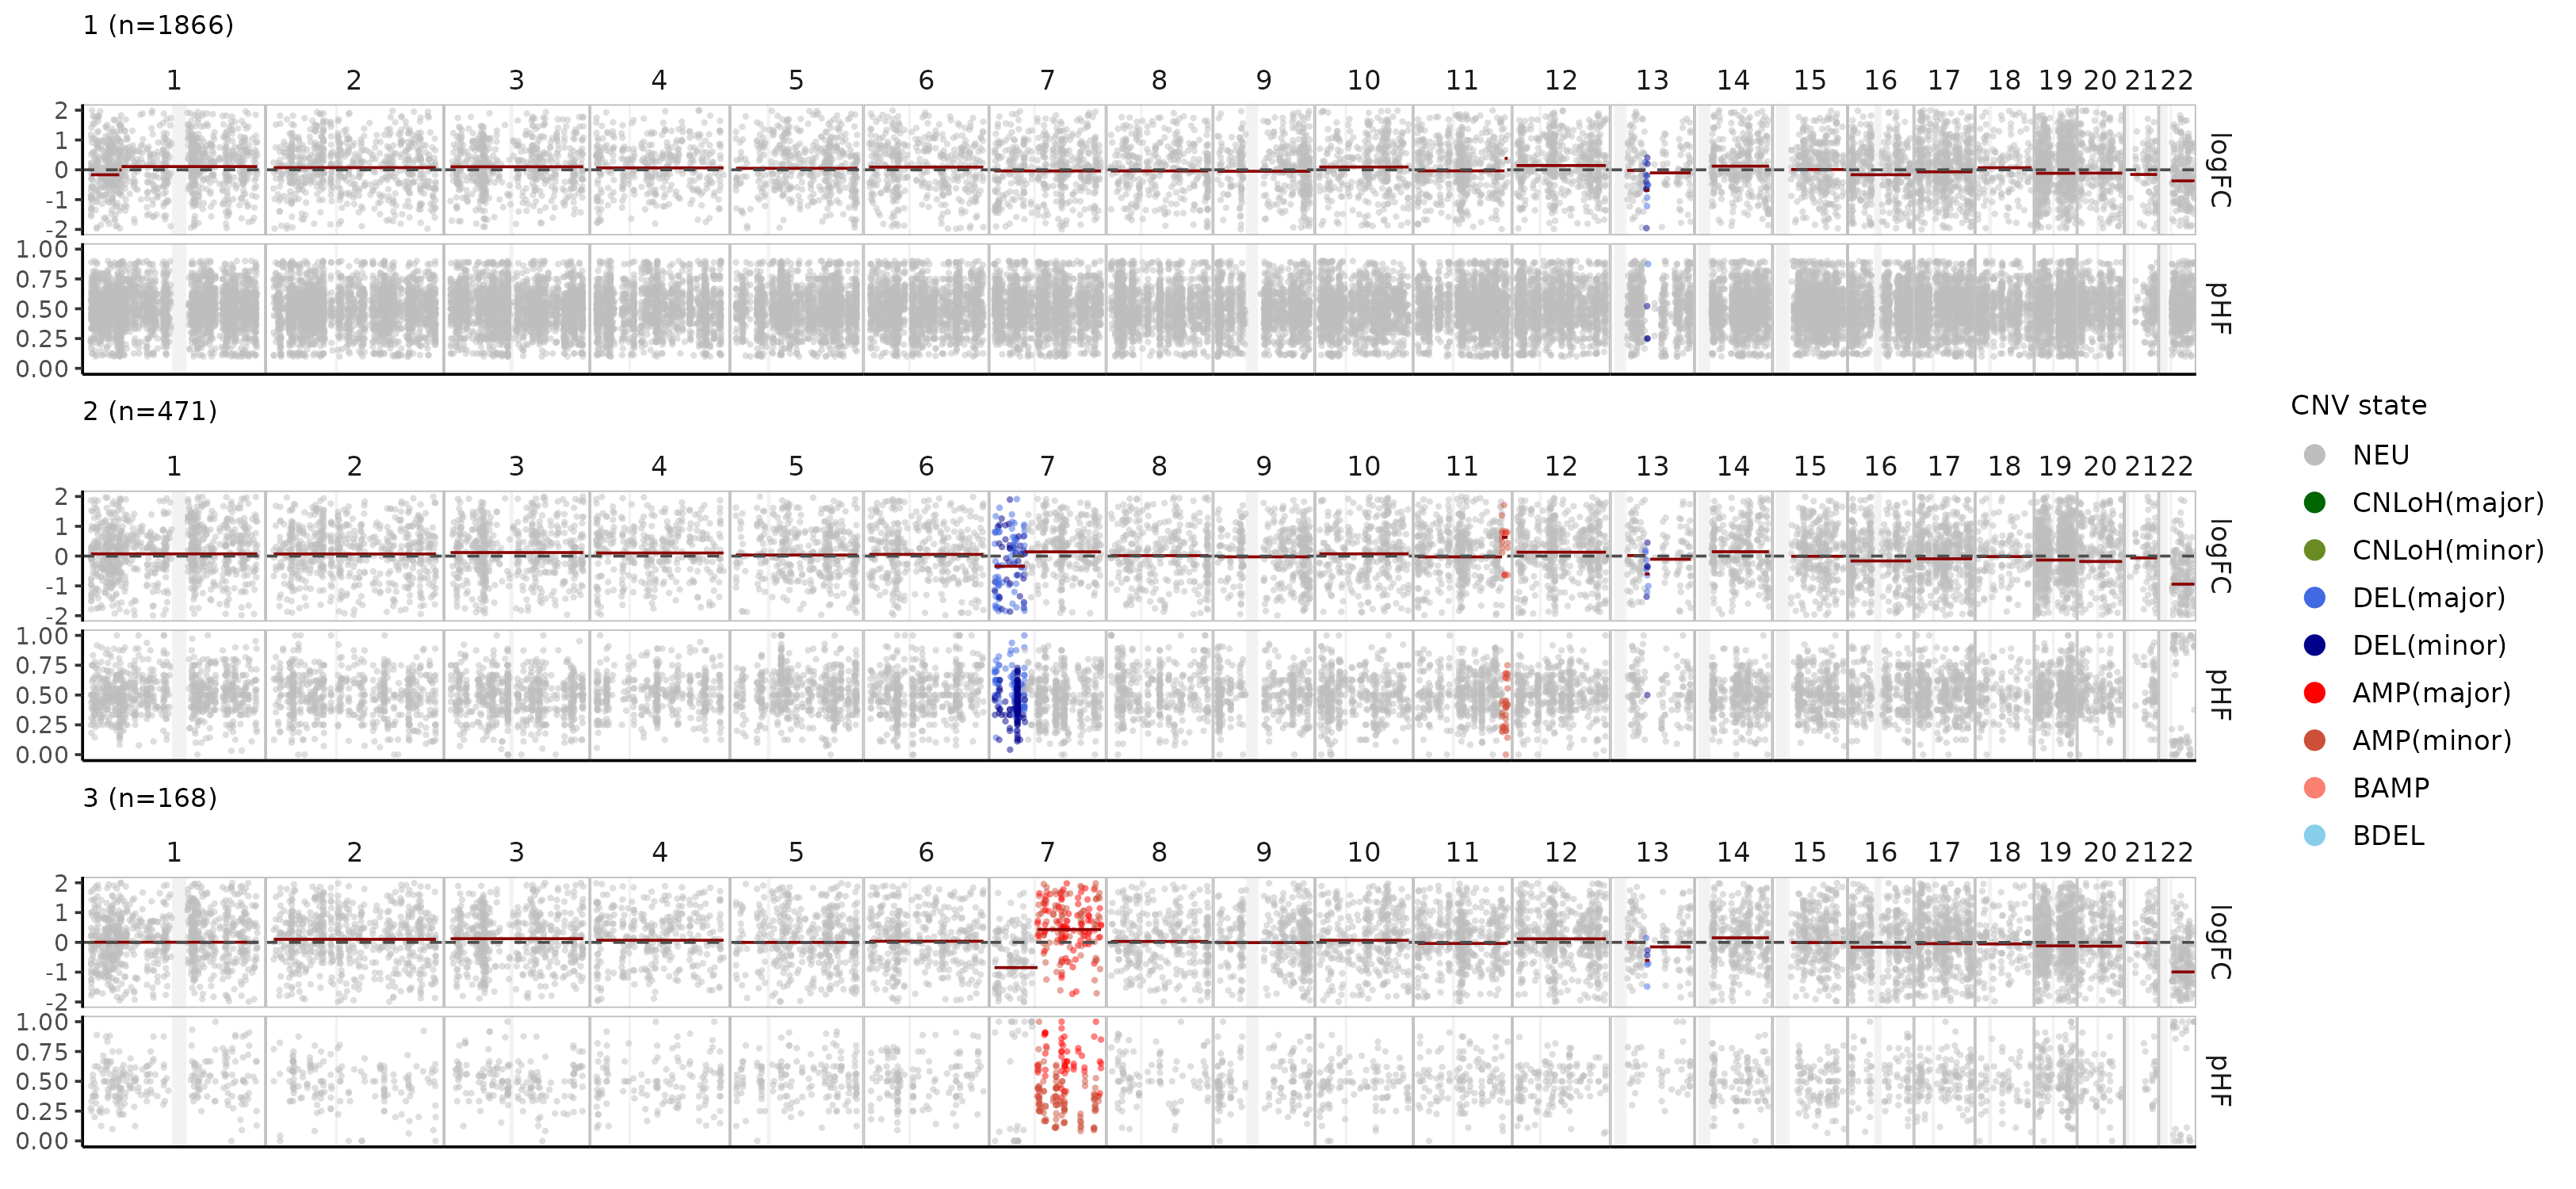 1 (n=1866)
1 2 3 4 5 6 7 8 9 10 11 12 13 14 15 16 17 18 19 20 21 22
2
1
0
-1
-2
logFC
1.00
0.75
0.50
0.25
0.00
pHF
2 (n=471)
1 2 3 4 5 6 7 8 9 10 11 12 13 14 15 16 17 18 19 20 21 22
2
1
0
-1
-2
logFC
1.00
0.75
0.50
0.25
0.00
pHF
3 (n=168)
1 2 3 4 5 6 7 8 9 10 11 12 13 14 15 16 17 18 19 20 21 22
2
1
0
-1
-2
logFC
1.00
0.75
0.50
0.25
0.00
pHF
CNV state
NEU
CNLoH(major)
CNLoH(minor)
DEL(major)
DEL(minor)
AMP(major)
AMP(minor)
BAMP
BDEL